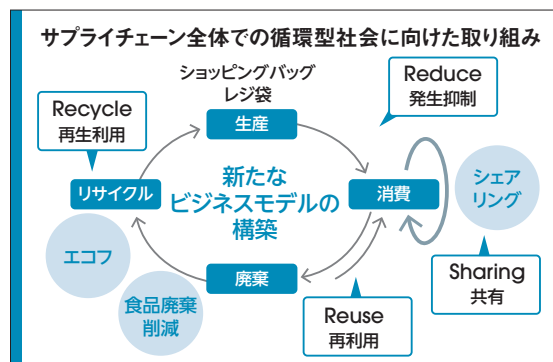 サプライチェーン全体での循環型社会に向けた取り組み
ショッピングバッグ
レジ袋
生産
Reduce
発生抑制
Recycle
再生利用
リサイクル
新たな
ビジネスモデルの
構築
消費
シェア
リング
エコフ
食品廃棄
削減
廃棄
Reuse
再利用
Sharing
共有